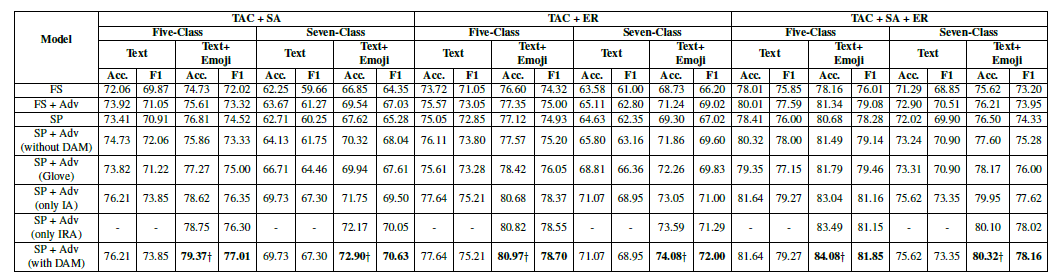 TAC + SA TAC + ER TAC + SA + ER
Model Five-Class Seven-Class Five-Class Seven-Class Five-Class Seven-Class
Text Text+ Emoji Text Text+ Emoji Text Text+ Emoji Text Text+ Emoji Text Text+ Emoji Text Text+ Emoji
Acc. F1 Acc. F1 Acc. F1 Acc. F1 Acc. F1 Acc. F1 Acc. F1 Acc. F1 Acc. F1 Acc. F1 Acc. F1 Acc. F1
FS 72.06 69.87 74.73 72.02 62.25 59.66 66.85 64.35 73.72 71.05 76.60 74.32 63.58 61.00 68.73 66.20 78.01 75.85 78.16 76.01 71.29 68.85 75.62 73.20
FS + Adv 73.92 71.05 75.61 73.32 63.67 61.27 69.54 67.03 75.57 73.05 77.35 75.00 65.11 62.80 71.24 69.02 80.01 77.59 81.34 79.08 72.90 70.51 76.21 73.95
SP 73.41 70.91 76.81 74.52 62.71 60.25 67.62 65.28 75.05 72.85 77.12 74.93 64.63 62.35 69.30 67.02 78.41 76.00 80.68 78.28 72.02 69.90 76.50 74.33
SP + Adv (without DAM) 74.73 72.06 75.86 73.33 64.13 61.75 70.32 68.04 76.11 73.80 77.57 75.20 65.80 63.16 71.86 69.60 80.32 78.00 81.49 79.14 73.24 70.90 77.60 75.28
SP + Adv (Glove) 73.82 71.22 77.27 75.00 66.71 64.46 69.94 67.61 75.61 73.28 78.42 76.05 68.81 66.36 72.26 69.83 79.35 77.15 81.79 79.46 73.31 70.90 78.17 76.00
SP + Adv (only IA) 76.21 73.85 78.62 76.35 69.73 67.30 71.75 69.50 77.64 75.21 80.68 78.37 71.07 68.95 73.05 71.00 81.64 79.27 83.04 81.16 75.62 73.35 79.95 77.62
SP + Adv (only IRA) - - 78.75 76.30 - - 72.17 70.05 - - 80.82 78.55 - - 73.59 71.29 - - 83.49 81.15 - - 80.10 78.02
SP + Adv (with DAM) 76.21 73.85 79.37† 77.01 69.73 67.30 72.90† 70.63 77.64 75.21 80.97† 78.70 71.07 68.95 74.08† 72.00 81.64 79.27 84.08† 81.85 75.62 73.35 80.32† 78.16